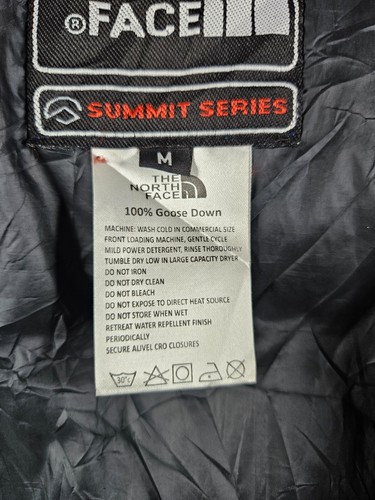 ®FACE
SUMMIT SERIES
M
THE
NORTH
FACE
100% Goose Down
MACHINE: WASH COLD IN COMMERCIAL SIZE
FRONT LOADING MACHINE, GENTLE CYCLE
MILD POWER DETERGENT, RINSE THOROUGHLY
TUMBLE DRY LOW IN LARGE CAPACITY DRYER
DO NOT IRON
DO NOT DRY CLEAN
DO NOT BLEACH
DO NOT EXPOSE TO DIRECT HEAT SOURCE
DO NOT STORE WHEN WET
RETREAT WATER REPELLENT FINISH
PERIODICALLY
SECURE ALIVEL CRO CLOSURES
30°c